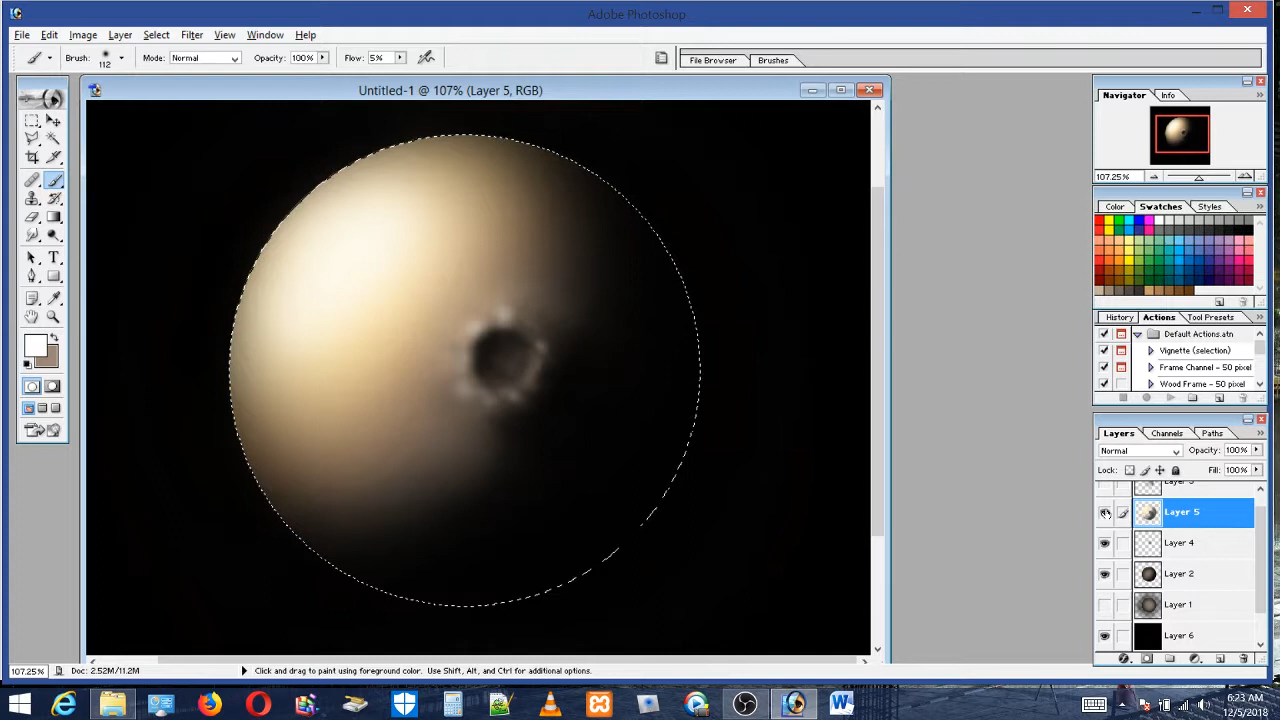 Adobe Photoshop
File Edit Image Layer Select Filter View Window Help
Brush: 112 Mode: Normal Opacity: 100% Flow: 5% File Browser Brushes
Untitled-1 @ 107% (Layer 5, RGB)
Navigator Info
107.25%
Color Swatches Styles
History Actions Tool Presets
Default Actions.atn
Vignette (selection)
Frame Channel - 50 pixel
Wood Frame - 50 pixel
Layers Channels Paths
Normal Opacity: 100%
Lock: Fill: 100%
Layer 5
Layer 4
Layer 2
Layer 1
Layer 6
107.25% Doc: 2.52M/11.2M Click and drag to paint using foreground color. Use Shift, Alt, and Ctrl for additional options.
6:23 AM
12/5/2018